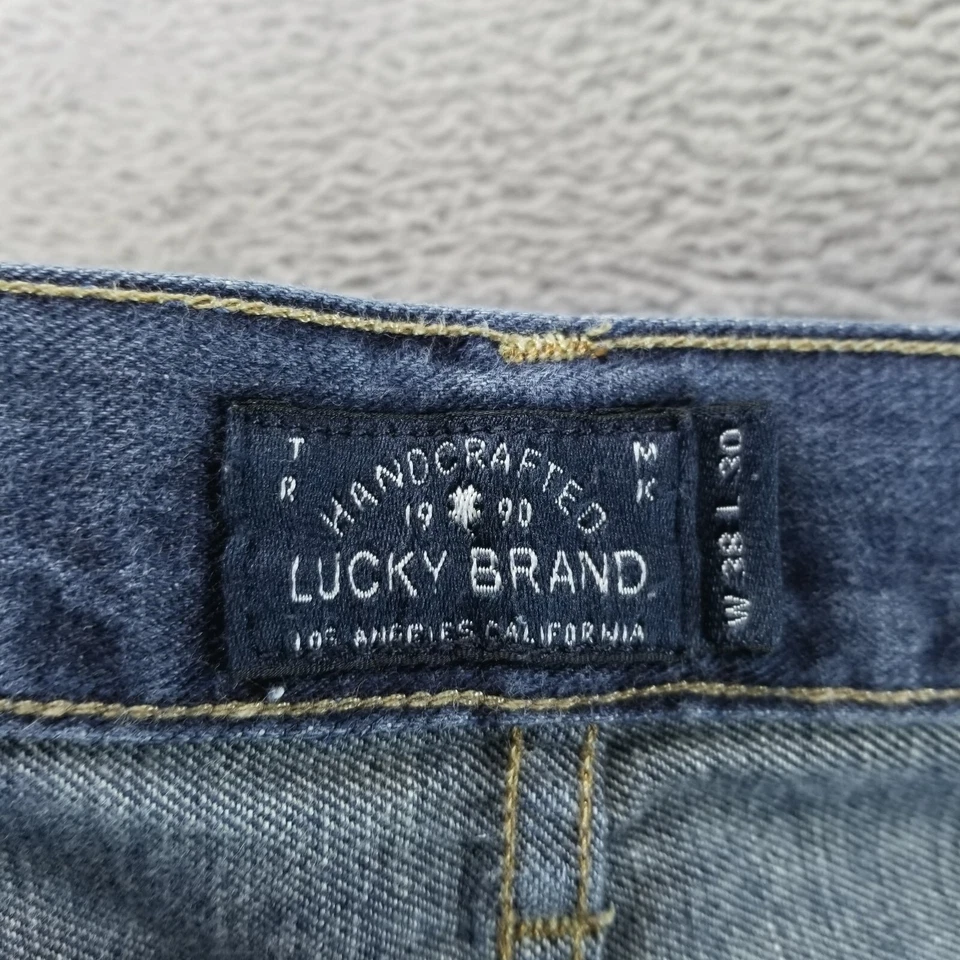 T M
R K
HANDCRAFTED
19 90
LUCKY BRAND
LOS ANGELES CALIFORNIA
W 38 L 30